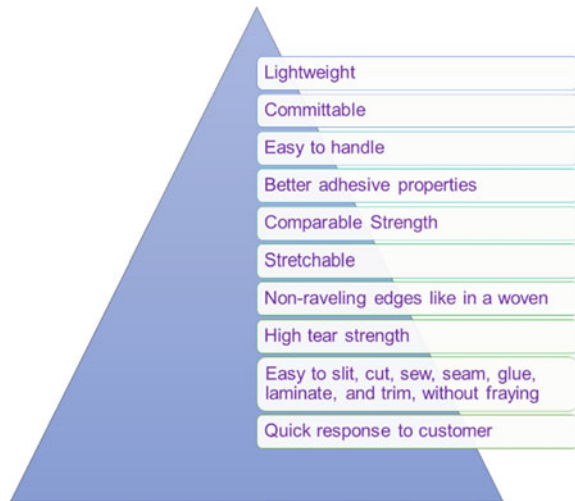 Lightweight
Committable
Easy to handle
Better adhesive properties
Comparable Strength
Stretchable
Non-raveling edges like in a woven
High tear strength
Easy to slit, cut, sew, seam, glue,
laminate, and trim, without fraying
Quick response to customer